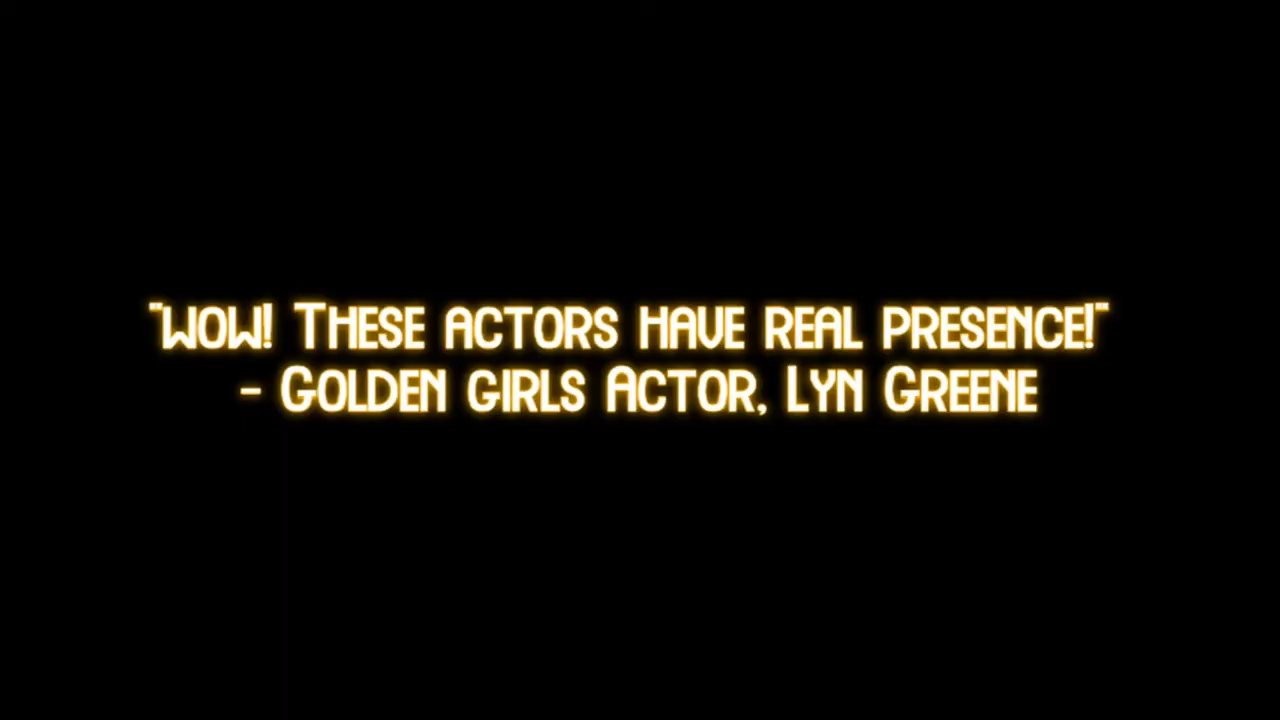 "Wow! These actors have real presence!"
- Golden girls Actor, Lyn Greene